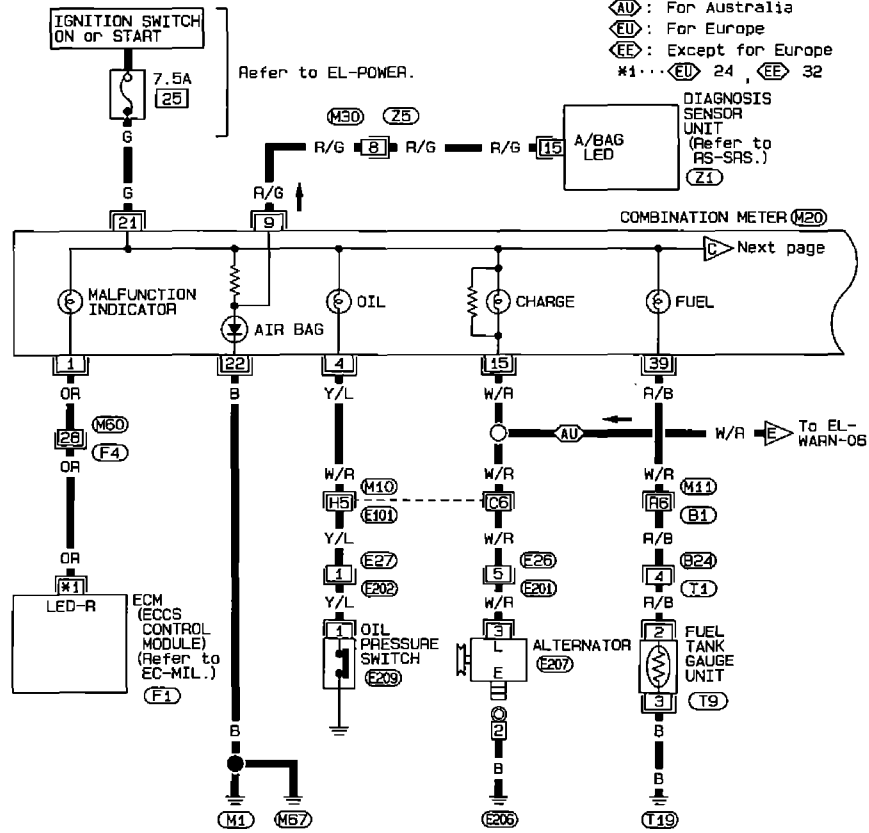 IGNITION SWITCH
ON or START
7.5A
25
Refer to EL-POWER.
AU : For Australia
EU : For Europe
EE : Except for Europe
*1··· EU 24 , EE 32
DIAGNOSIS
SENSOR
UNIT
(Refer to
RS-SRS.)
Z1
G
M30 Z5
R/G 8 R/G R/G 15 A/BAG
LED
G R/G
21 9
COMBINATION METER M20
C Next page
MALFUNCTION
INDICATOR
AIR BAG
OIL
CHARGE
FUEL
1 22 4 15 39
OR B Y/L W/R R/B
M60
28
F4
OR
AU W/R E To EL-
WARN-06
W/R W/R W/R
M10 M11
H5 C6 R6
E101 B1
Y/L W/R R/B
E27 E26 B24
1 5 4
E202 E201 T1
OR Y/L W/R R/B
*1
LED-R
ECM
(ECCS
CONTROL
MODULE)
(Refer to
EC-MIL.)
F1
1 OIL
PRESSURE
SWITCH
E209
3
L
E
ALTERNATOR
E207
2 FUEL
TANK
GAUGE
UNIT
3 T9
2
B B B
B
M1 M67 E206 T19